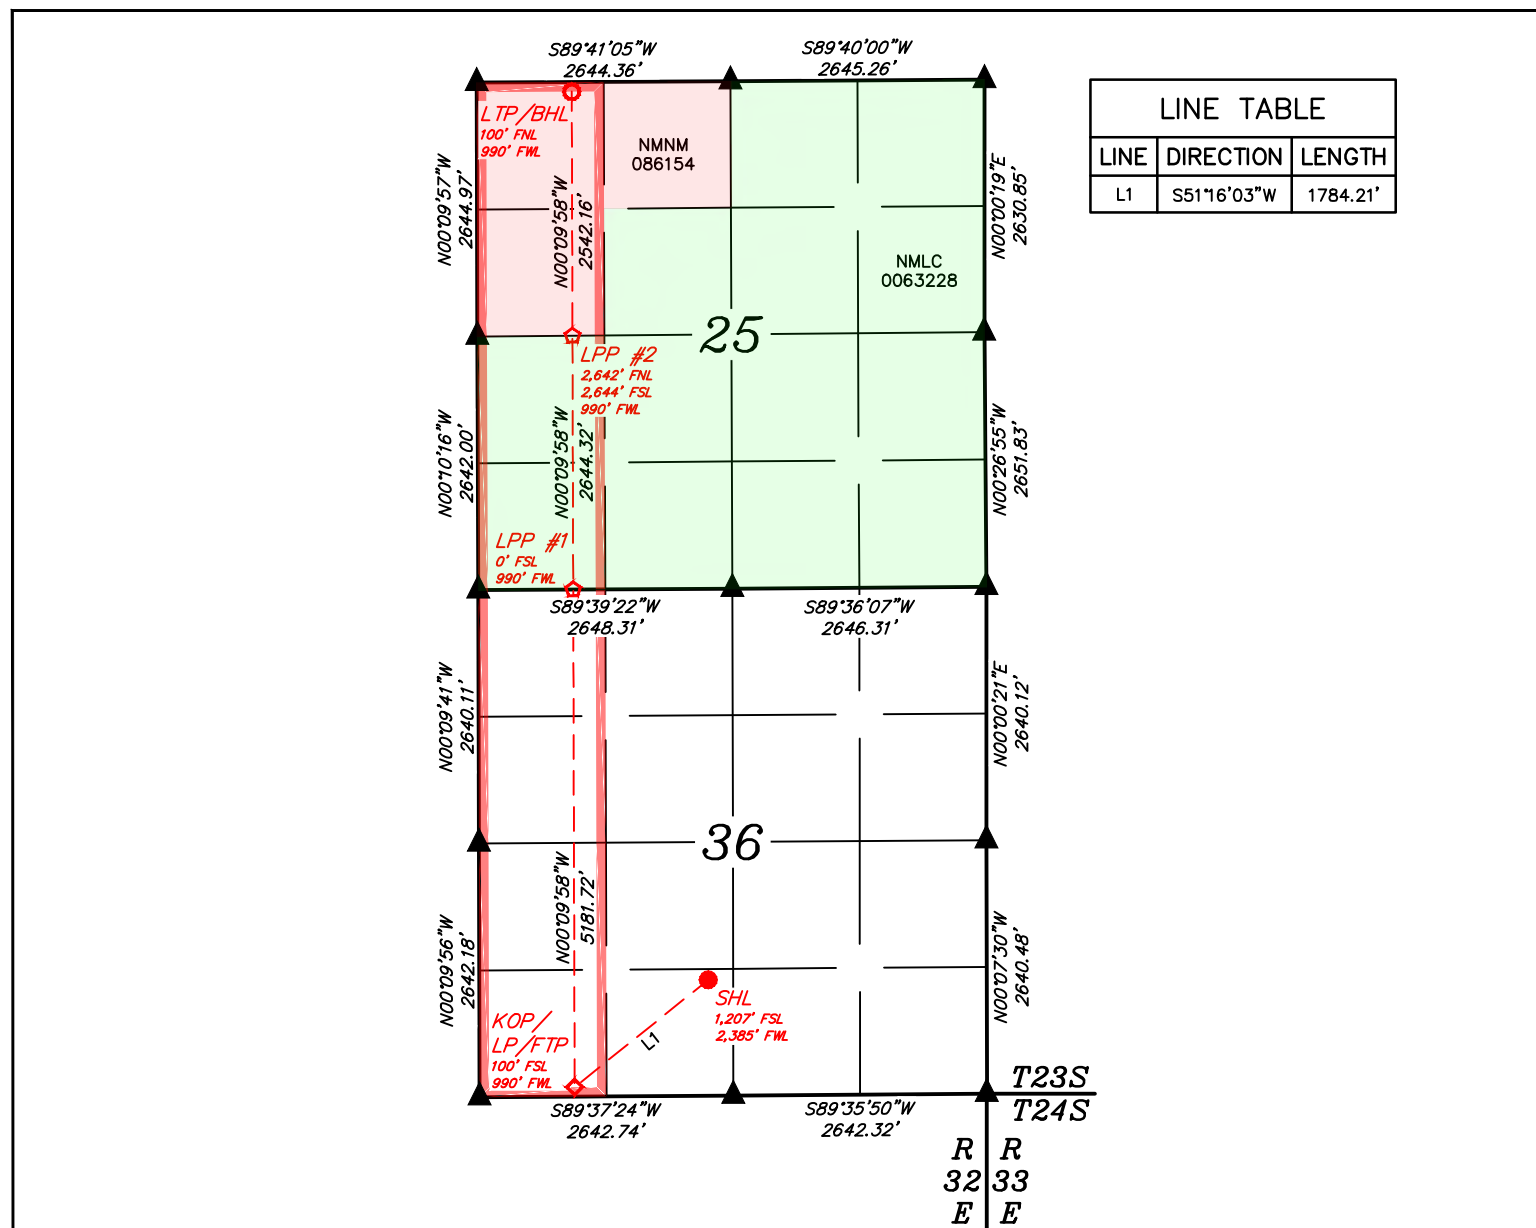 S89°41'05"W
2644.36'
S89°40'00"W
2645.26'
LINE TABLE
LINE DIRECTION LENGTH
L1 S51°16'03"W 1784.21'
LTP/BHL
100' FNL
990' FWL
NMNM
086154
N00°09'57"W
2644.97'
N00°09'58"W
2542.16'
N00°00'19"E
2630.85'
NMLC
0063228
25
LPP #2
2,642' FNL
2,644' FSL
990' FWL
N00°10'16"W
2642.00'
N00°09'58"W
2644.32'
N00°26'55"W
2651.83'
LPP #1
0' FSL
990' FWL
S89°39'22"W
2648.31'
S89°36'07"W
2646.31'
N00°09'41"W
2640.11'
N00°00'21"E
2640.12'
36
N00°09'58"W
5181.72'
N00°09'56"W
2642.18'
N00°07'30"W
2640.48'
SHL
1,207' FSL
2,385' FWL
L1
KOP/
LP/FTP
100' FSL
990' FWL
S89°37'24"W
2642.74'
S89°35'50"W
2642.32'
T23S
T24S
R R
32 33
E E